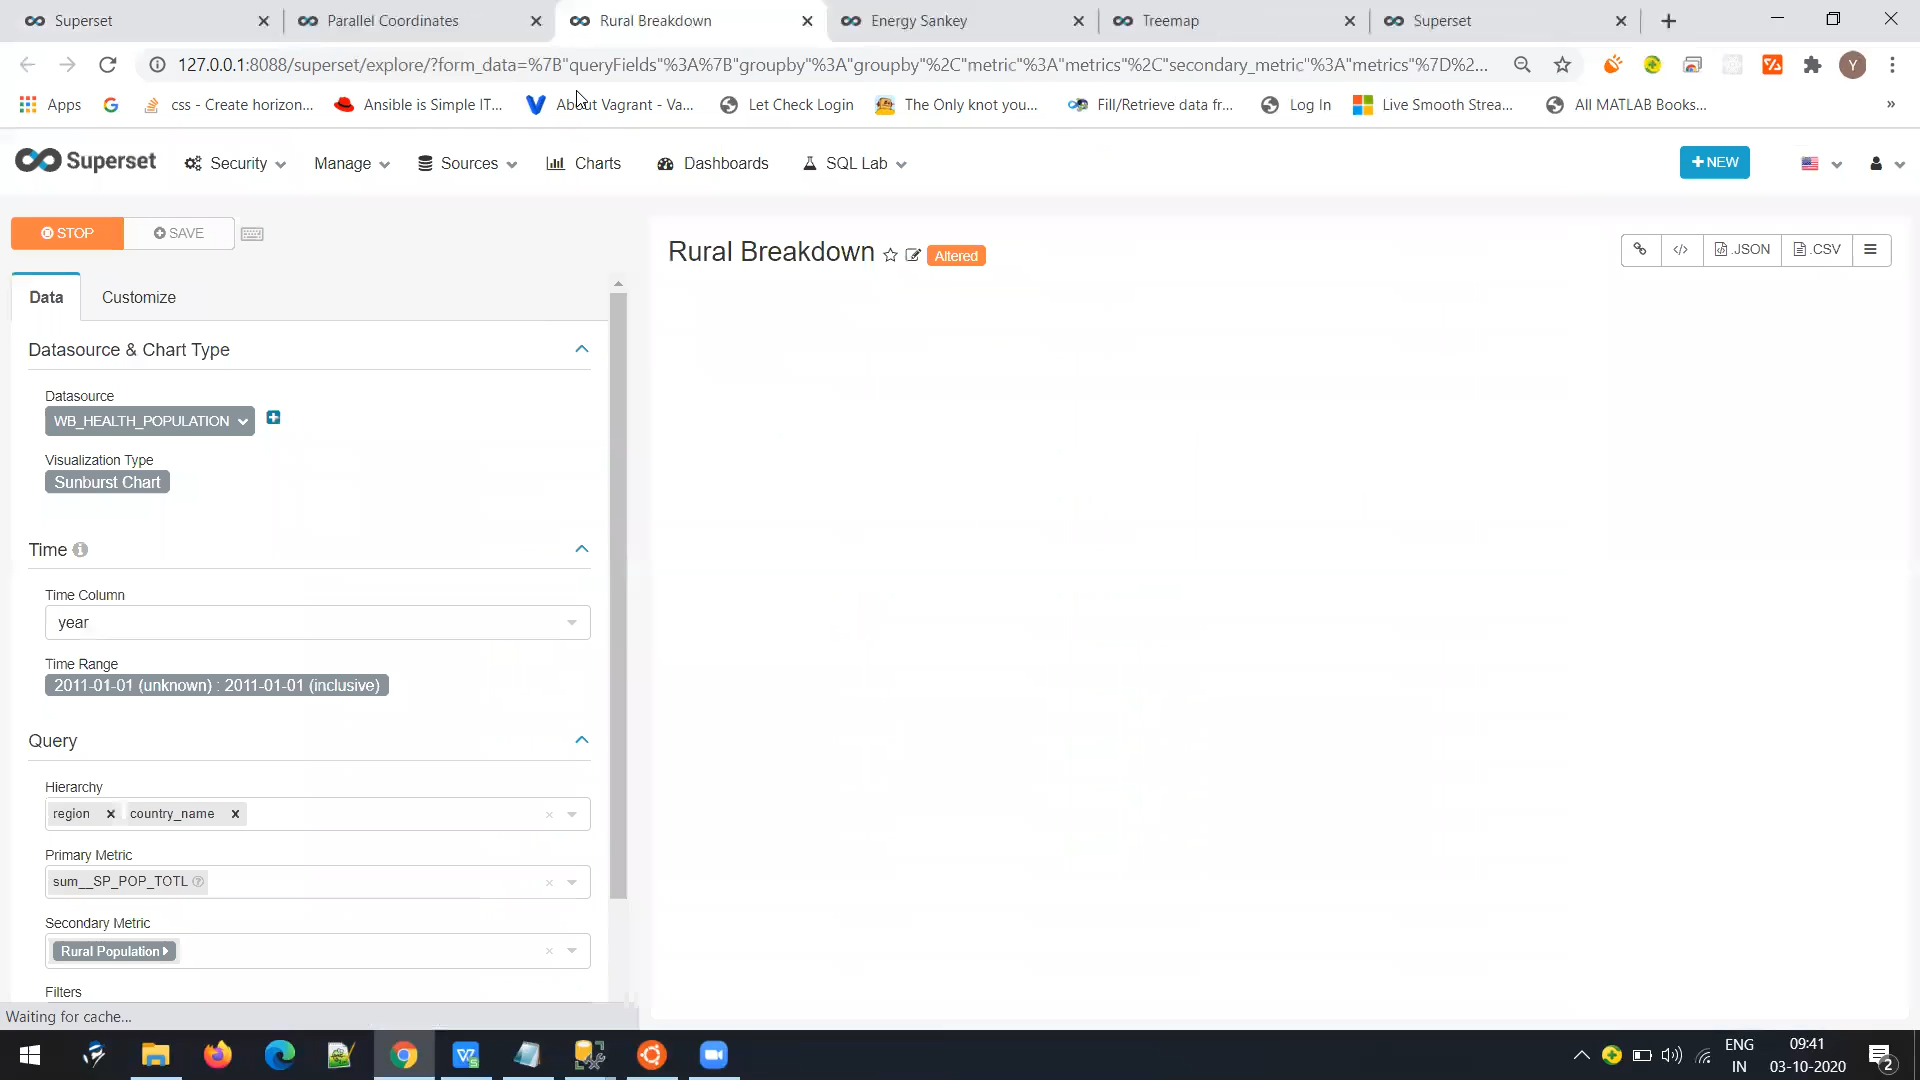 Superset
Parallel Coordinates
Rural Breakdown
Energy Sankey
Treemap
Superset
127.0.0.1:8088/superset/explore/?form_data=%7B"queryFields"%3A%7B"groupby"%3A"groupby"%2C"metric"%3A"metrics"%2C"secondary_metric"%3A"metrics"%7D%2...
Y
Apps
css - Create horizon...
Ansible is Simple IT...
About Vagrant - Va...
Let Check Login
The Only knot you...
Fill/Retrieve data fr...
Log In
Live Smooth Strea...
All MATLAB Books...
»
Superset
Security
Manage
Sources
Charts
Dashboards
SQL Lab
+ NEW
STOP
SAVE
Rural Breakdown
Altered
</>
.JSON
.CSV
Data
Customize
Datasource & Chart Type
Datasource
WB_HEALTH_POPULATION
Visualization Type
Sunburst Chart
Time
Time Column
year
Time Range
2011-01-01 (unknown) : 2011-01-01 (inclusive)
Query
Hierarchy
region × country_name ×
Primary Metric
sum__SP_POP_TOTL
Secondary Metric
Rural Population
Filters
Waiting for cache...
ENG
IN
09:41
03-10-2020
2